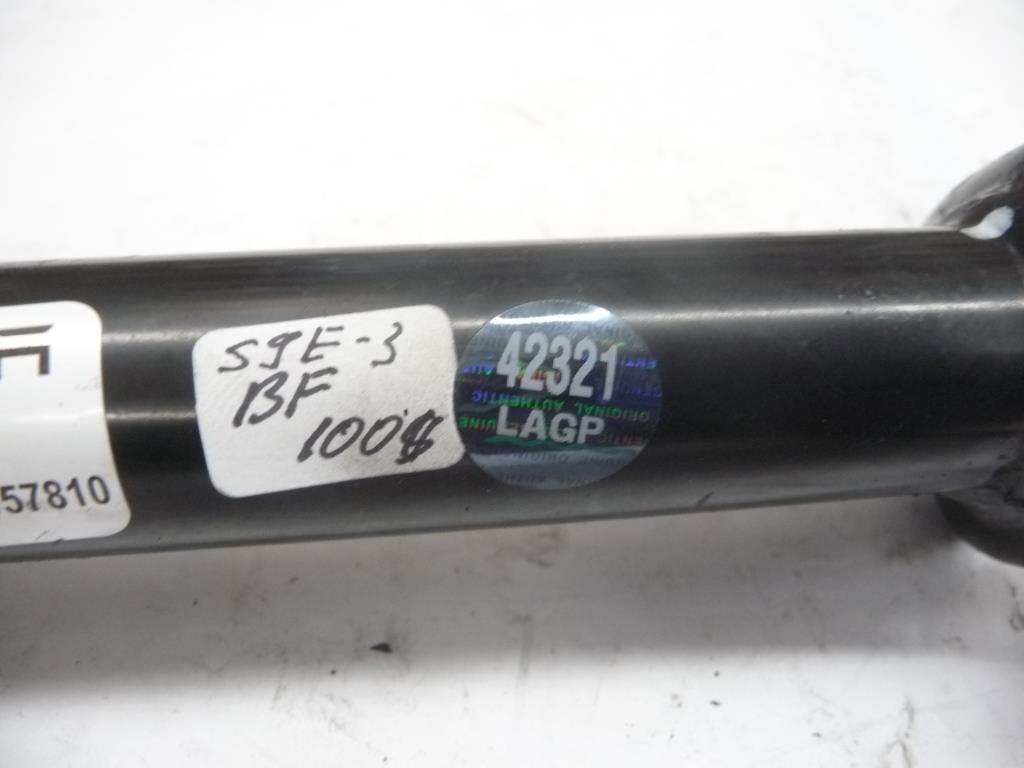 57810
S9E-3
BF
100$
42321
LAGP
ORIGINAL AUTHENTIC